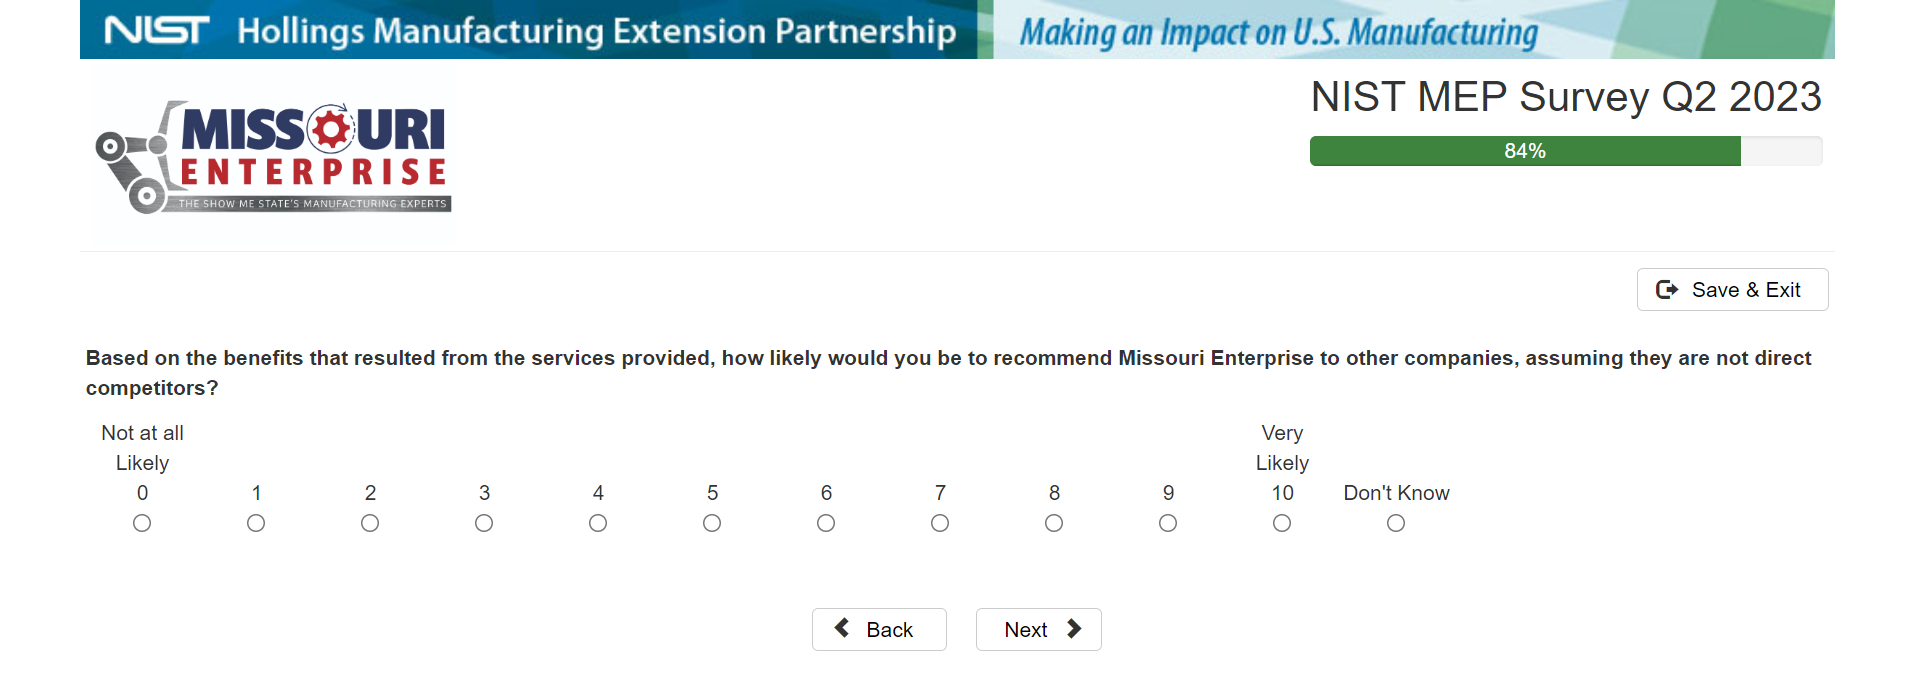 NIST Hollings Manufacturing Extension Partnership Making an Impact on U.S. Manufacturing
MISSOURI
ENTERPRISE
THE SHOW ME STATE'S MANUFACTURING EXPERTS
NIST MEP Survey Q2 2023
84%
Save & Exit
Based on the benefits that resulted from the services provided, how likely would you be to recommend Missouri Enterprise to other companies, assuming they are not direct
competitors?
Not at all Very
Likely Likely
0 1 2 3 4 5 6 7 8 9 10 Don't Know
Back Next